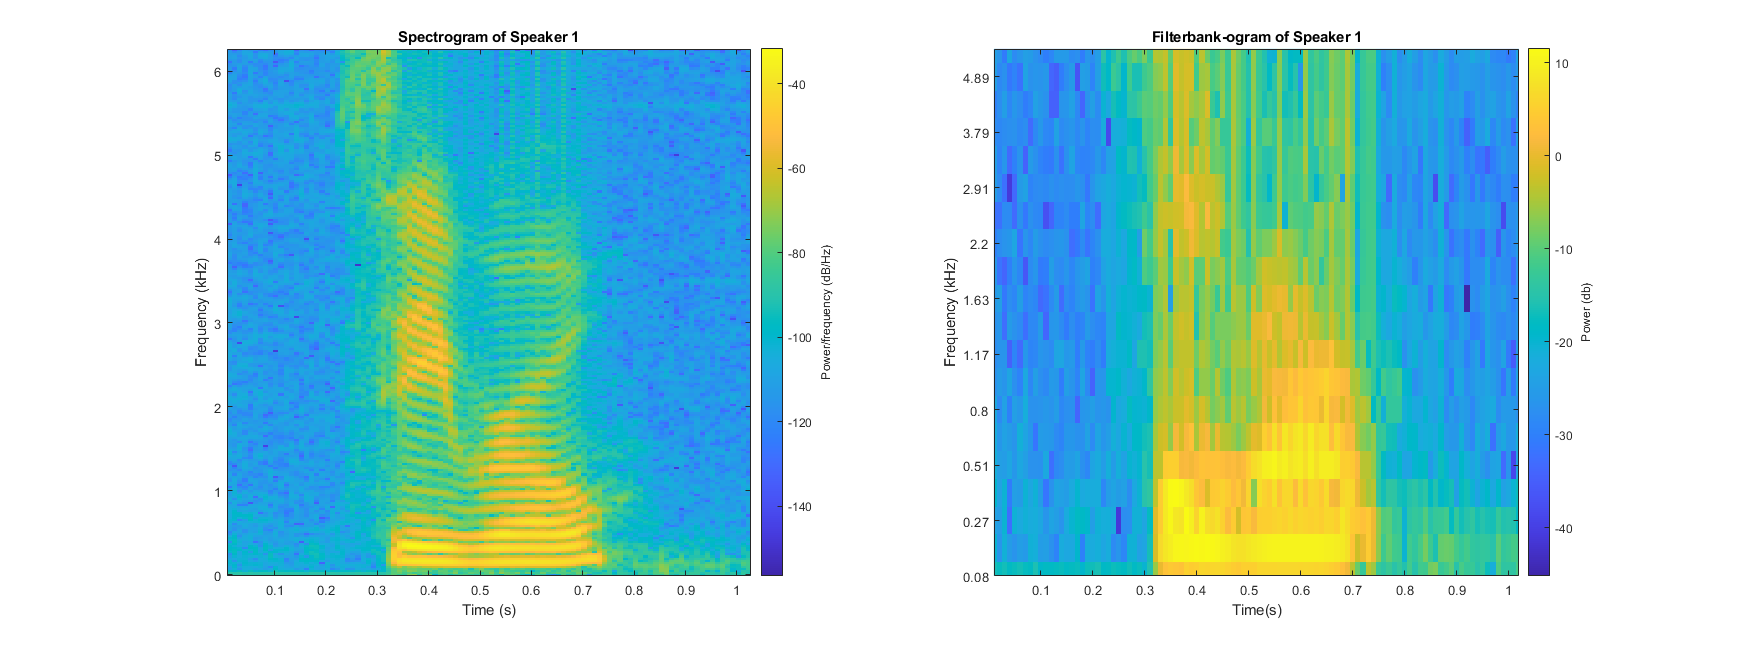 Spectrogram of Speaker 1
6
5
4
3
2
1
0
Frequency (kHz)
0.1 0.2 0.3 0.4 0.5 0.6 0.7 0.8 0.9 1
Time (s)
-40
-60
-80
-100
-120
-140
Power/frequency (dB/Hz)
Filterbank-ogram of Speaker 1
4.89
3.79
2.91
2.2
1.63
1.17
0.8
0.51
0.27
0.08
Frequency (kHz)
0.1 0.2 0.3 0.4 0.5 0.6 0.7 0.8 0.9 1
Time(s)
10
0
-10
-20
-30
-40
Power (db)